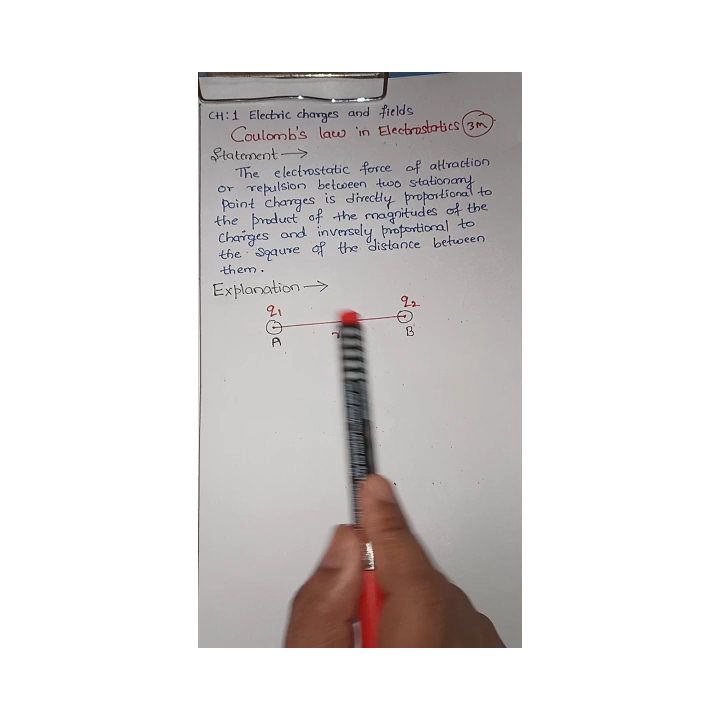 CH:1 Electric charges and fields
Coulomb's law in Electrostatics 3m
Statement →
The electrostatic force of attraction
or repulsion between two stationary
point charges is directly proportional to
the product of the magnitudes of the
charges and inversely proportional to
the sqaure of the distance between
them.
Explanation →
q1 q2
A B